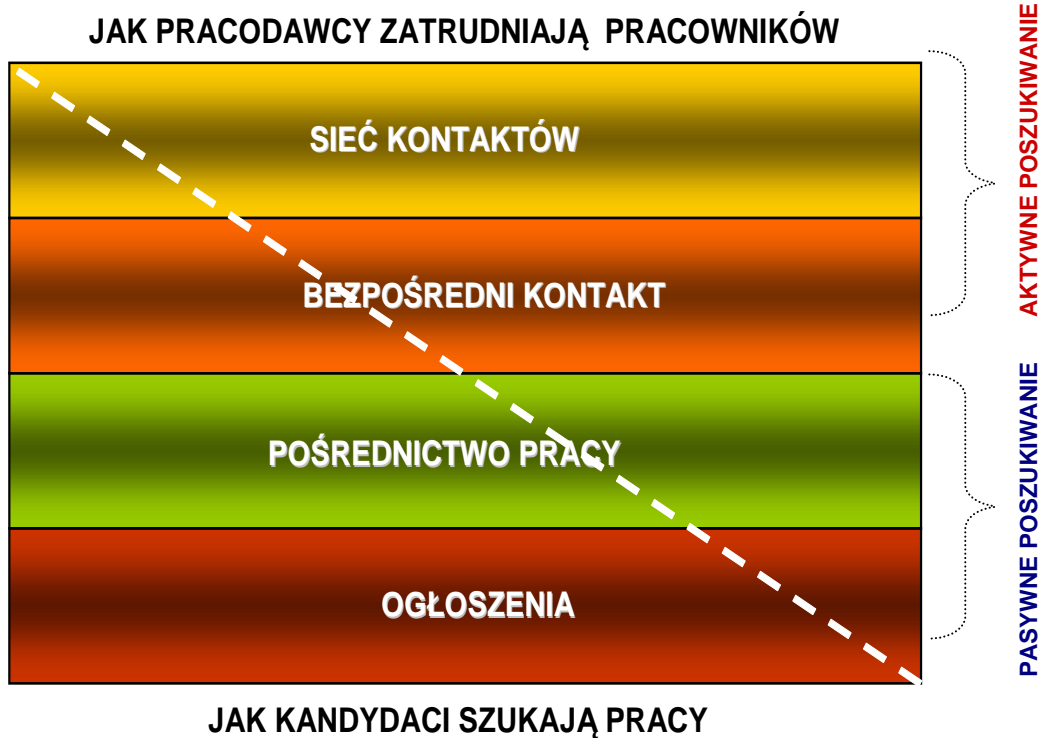 JAK PRACODAWCY ZATRUDNIAJĄ PRACOWNIKÓW
SIEĆ KONTAKTÓW
BEZPOŚREDNI KONTAKT
POŚREDNICTWO PRACY
OGŁOSZENIA
JAK KANDYDACI SZUKAJĄ PRACY
AKTYWNE POSZUKIWANIE
PASYWNE POSZUKIWANIE